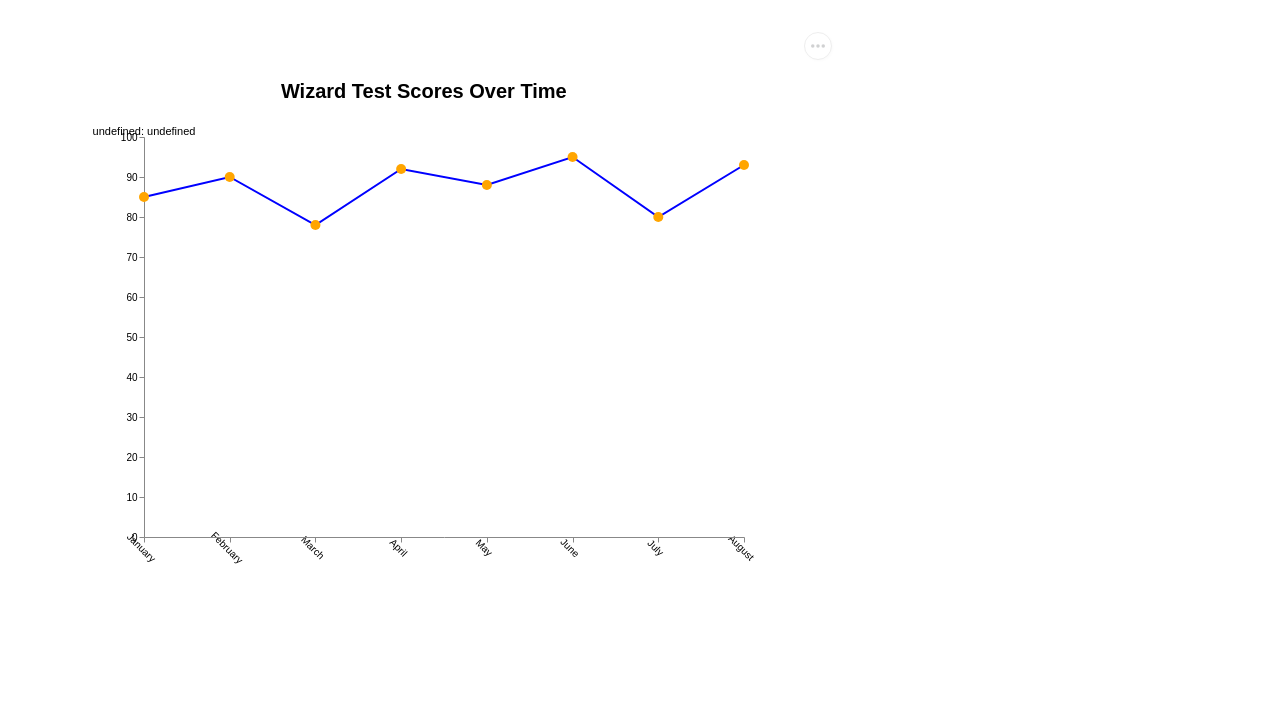 Wizard Test Scores Over Time
undefined: undefined
100
90
80
70
60
50
40
30
20
10
0
January
February
March
April
May
June
July
August